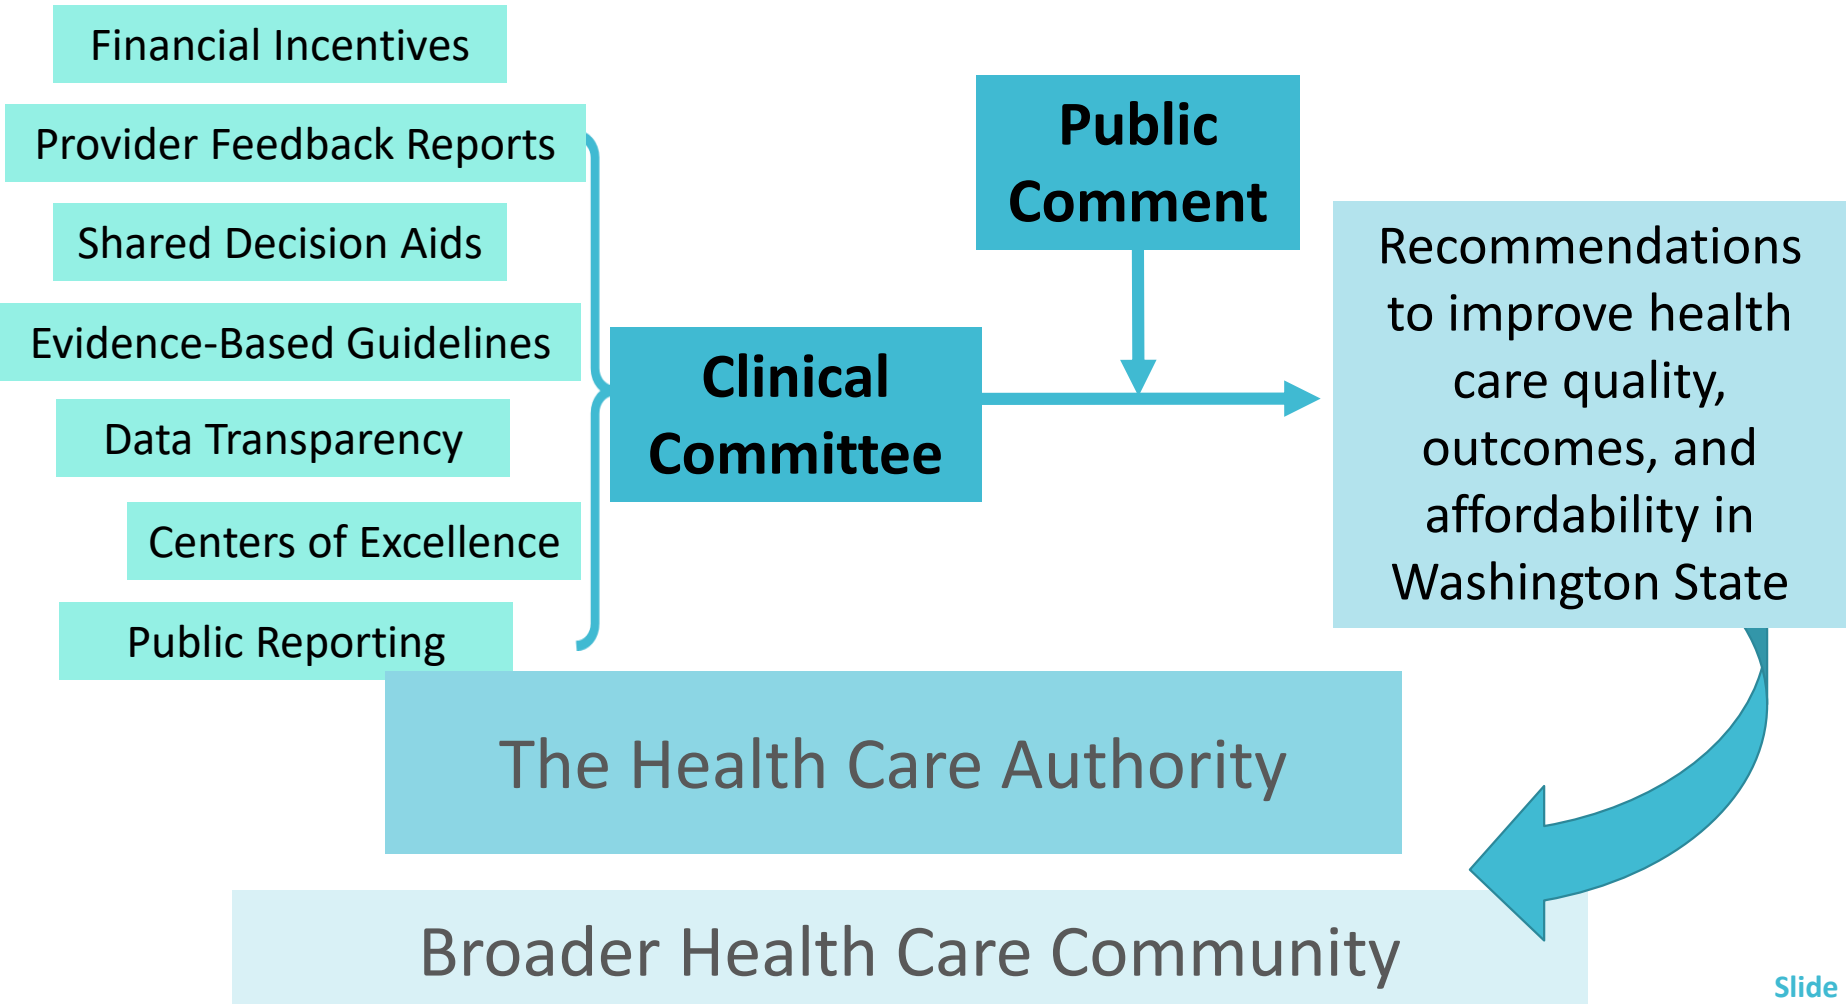 Financial Incentives
Provider Feedback Reports
Shared Decision Aids
Evidence-Based Guidelines
Data Transparency
Centers of Excellence
Public Reporting
Clinical
Committee
Public
Comment
Recommendations
to improve health
care quality,
outcomes, and
affordability in
Washington State
The Health Care Authority
Broader Health Care Community
Slide